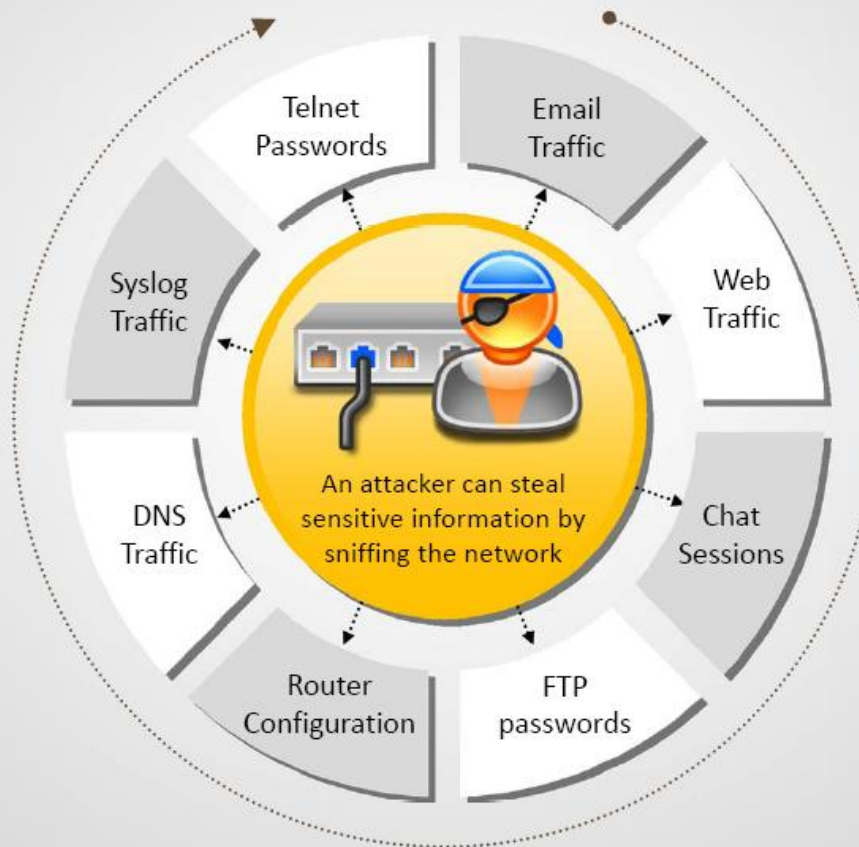 Telnet
Passwords
Email
Traffic
Web
Traffic
Chat
Sessions
FTP
passwords
Router
Configuration
DNS
Traffic
Syslog
Traffic
An attacker can steal
sensitive information by
sniffing the network